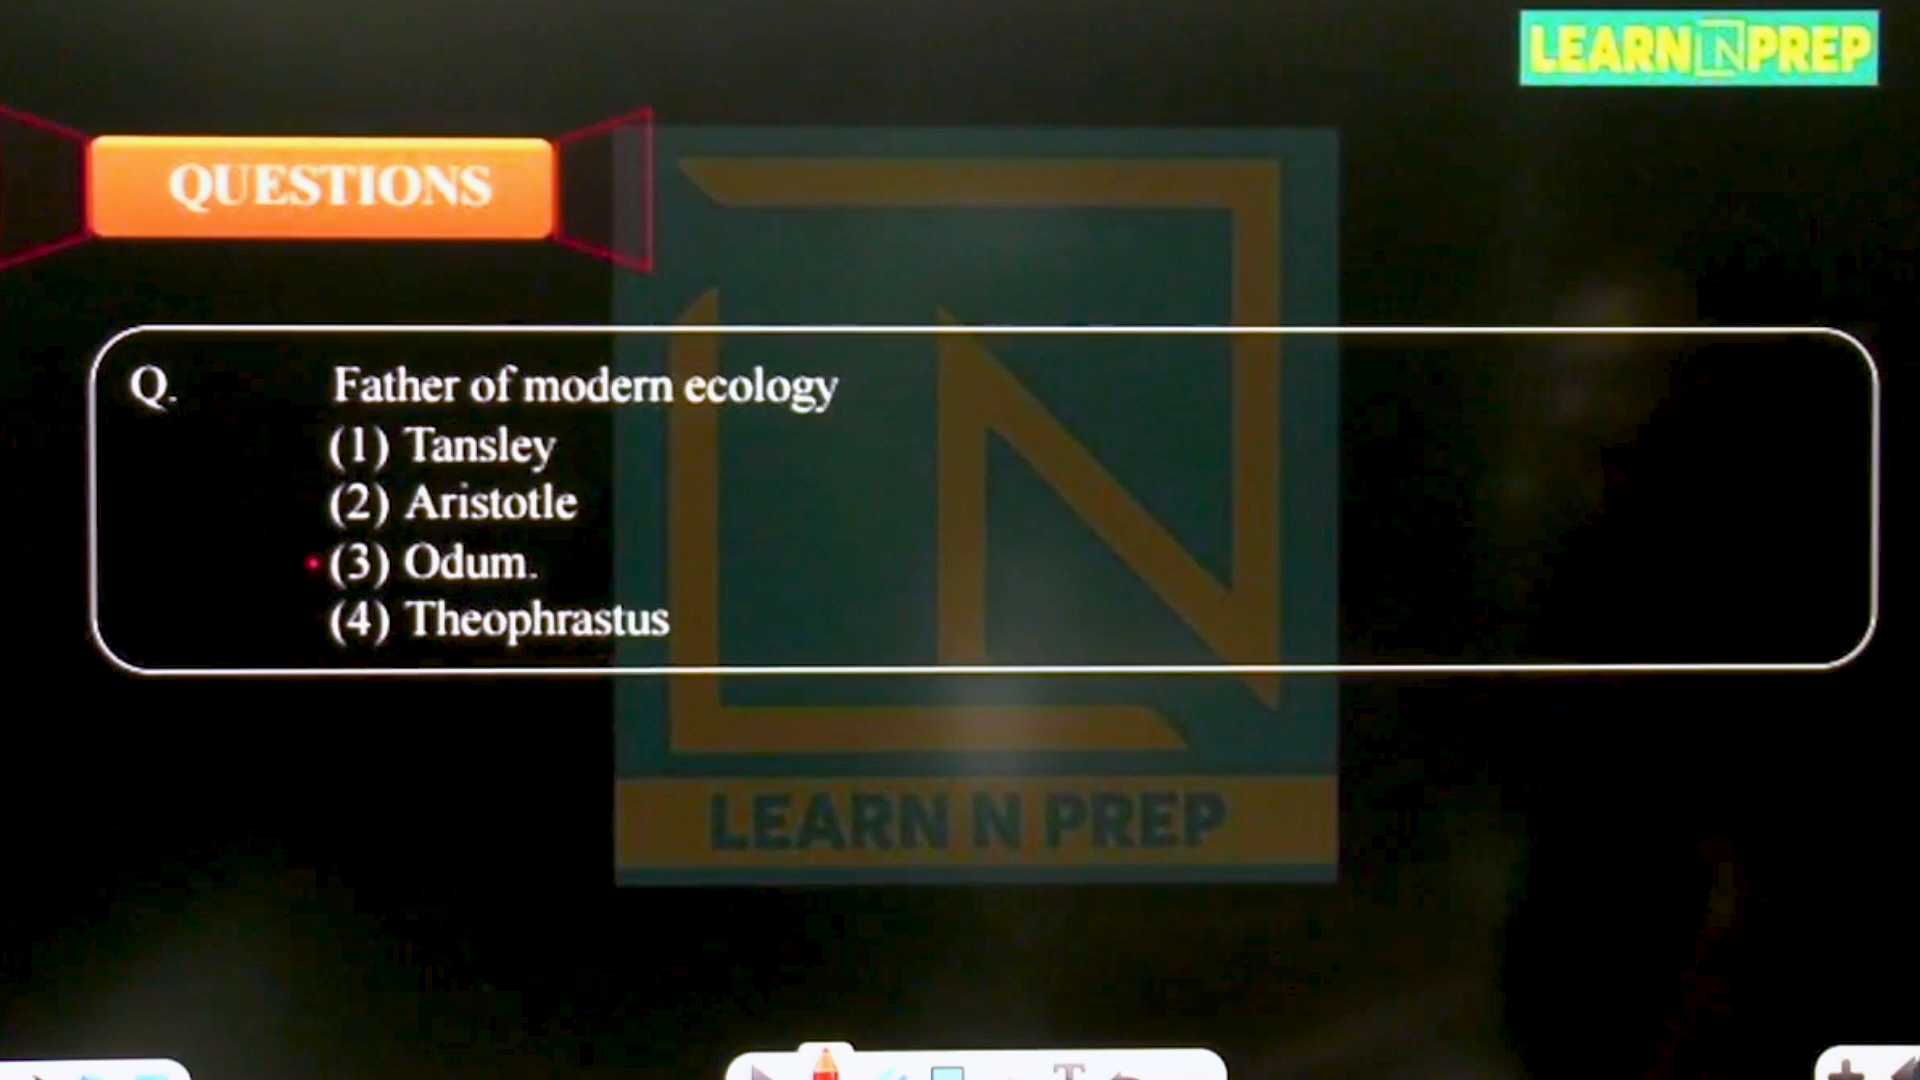 LEARN N PREP
QUESTIONS
Q. Father of modern ecology
(1) Tansley
(2) Aristotle
(3) Odum.
(4) Theophrastus
LEARN N PREP
T